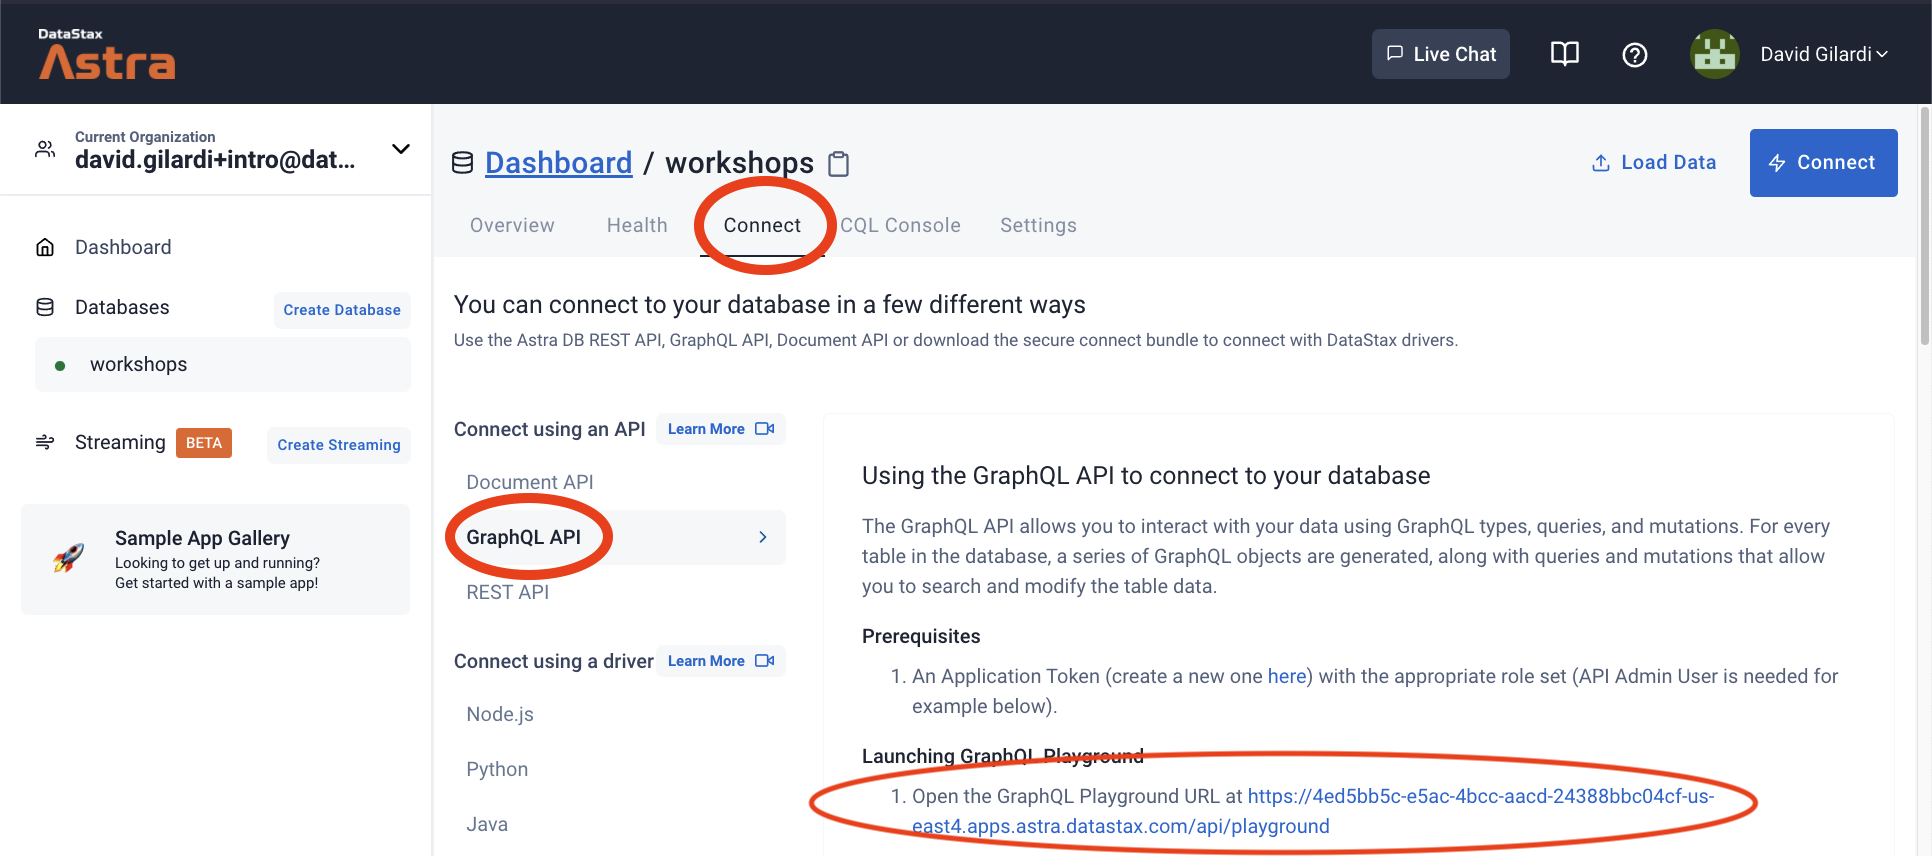 DataStax
Astra
Live Chat
David Gilardi
Current Organization
david.gilardi+intro@dat...
Dashboard
Databases
Create Database
workshops
Streaming
BETA
Create Streaming
Sample App Gallery
Looking to get up and running?
Get started with a sample app!
Dashboard / workshops
Load Data
Connect
Overview
Health
Connect
CQL Console
Settings
You can connect to your database in a few different ways
Use the Astra DB REST API, GraphQL API, Document API or download the secure connect bundle to connect with DataStax drivers.
Connect using an API
Learn More
Document API
GraphQL API
REST API
Connect using a driver
Learn More
Node.js
Python
Java
Using the GraphQL API to connect to your database
The GraphQL API allows you to interact with your data using GraphQL types, queries, and mutations. For every
table in the database, a series of GraphQL objects are generated, along with queries and mutations that allow
you to search and modify the table data.
Prerequisites
1. An Application Token (create a new one here) with the appropriate role set (API Admin User is needed for
example below).
Launching GraphQL Playground
1. Open the GraphQL Playground URL at https://4ed5bb5c-e5ac-4bcc-aacd-24388bbc04cf-us-
east4.apps.astra.datastax.com/api/playground